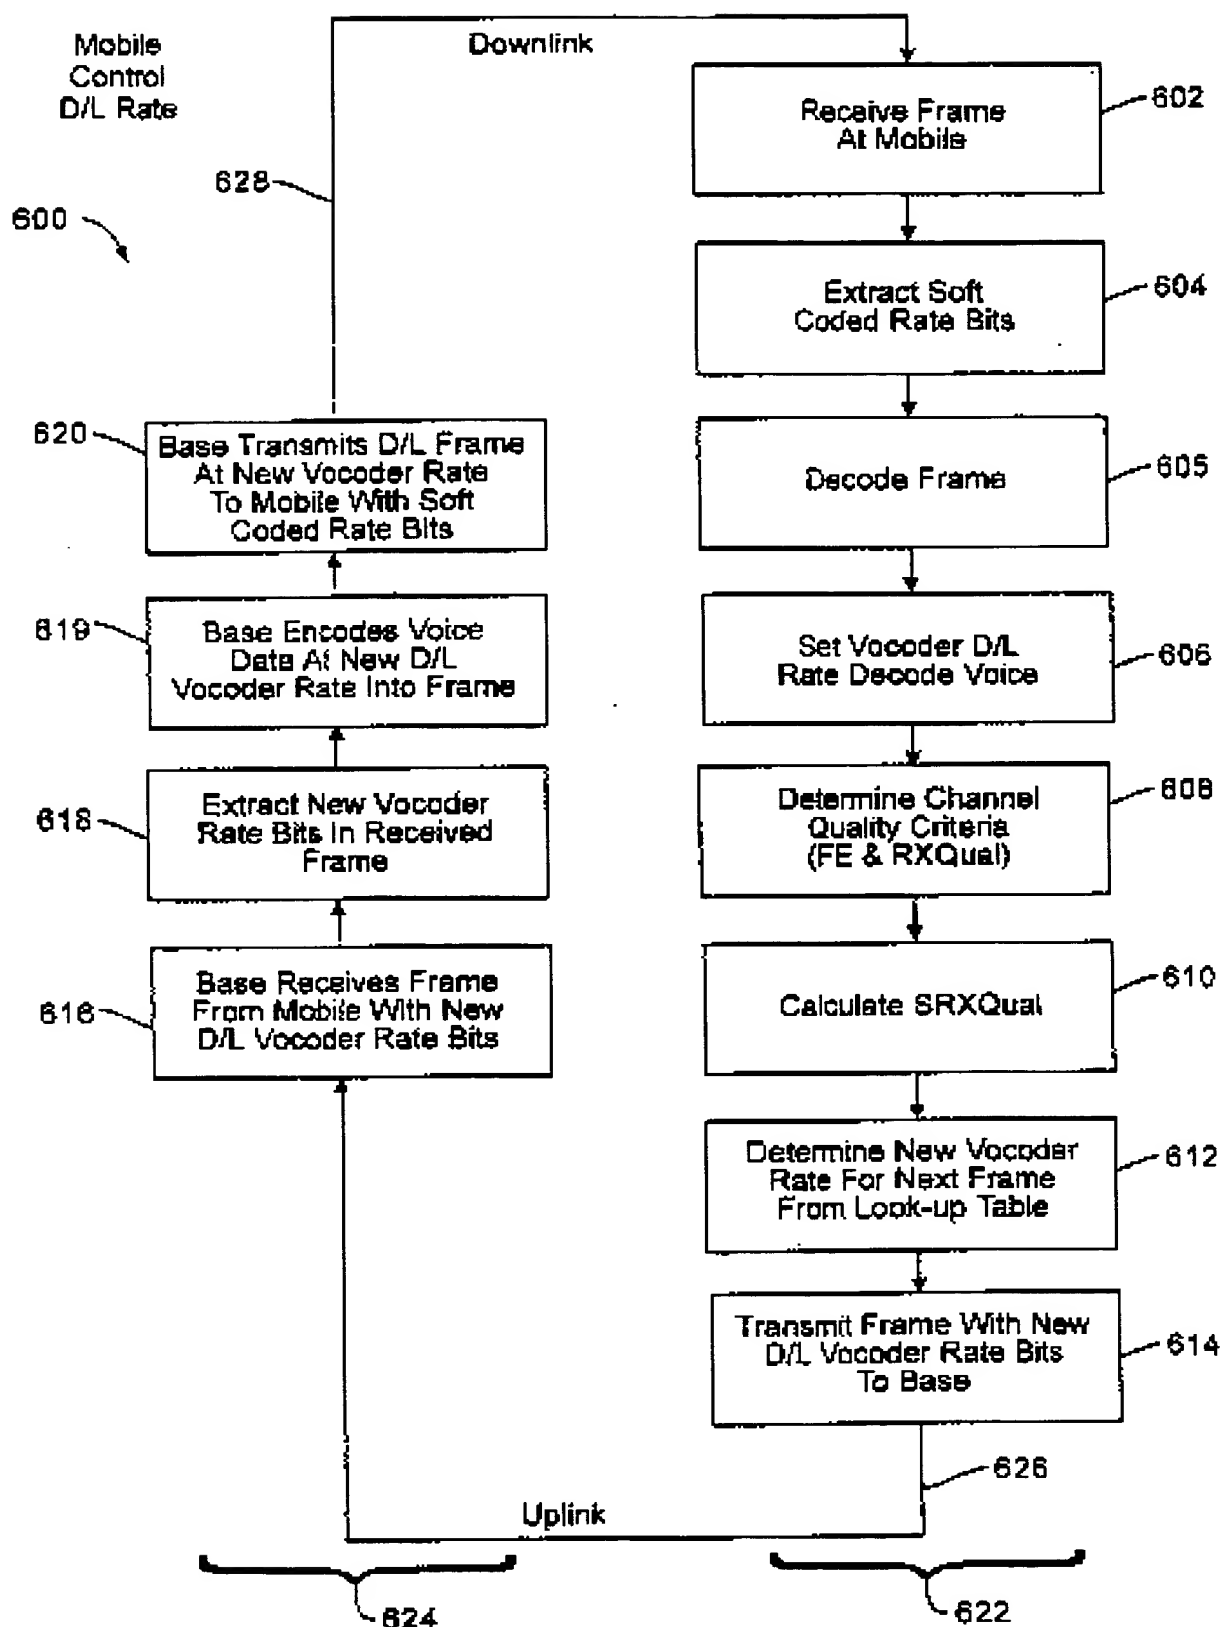 Mobile
Control
D/L Rate
600
Downlink
628
Receive Frame
At Mobile
602
Extract Soft
Coded Rate Bits
604
Decode Frame
605
Set Vocoder D/L
Rate Decode Voice
606
Determine Channel
Quality Criteria
(FE & RXQual)
608
Calculate SRXQual
610
Determine New Vocoder
Rate For Next Frame
From Look-up Table
612
Transmit Frame With New
D/L Vocoder Rate Bits
To Base
614
626
Uplink
620
Base Transmits D/L Frame
At New Vocoder Rate
To Mobile With Soft
Coded Rate Bits
619
Base Encodes Voice
Data At New D/L
Vocoder Rate Into Frame
618
Extract New Vocoder
Rate Bits In Received
Frame
616
Base Receives Frame
From Mobile With New
D/L Vocoder Rate Bits
624
622